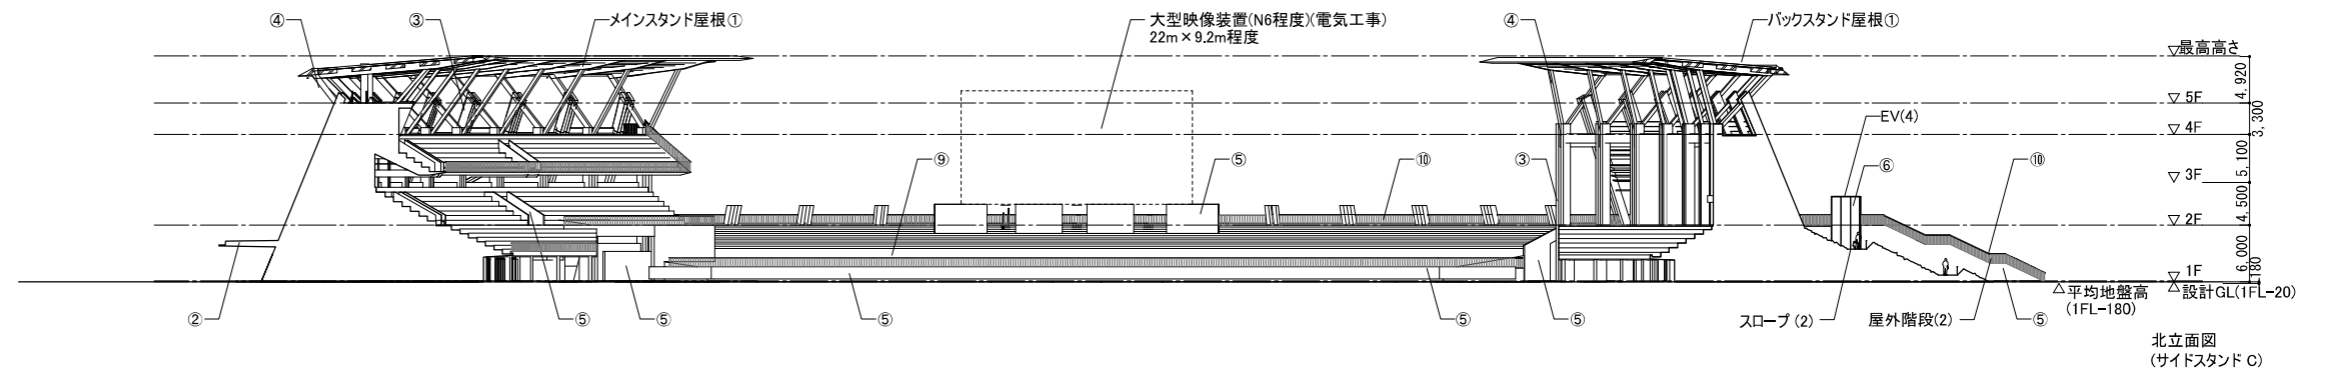 ④
③
メインスタンド屋根①
大型映像装置(N6程度)(電気工事)
22m×9.2m程度
④
バックスタンド屋根①
▽最高高さ
4,920
▽ 5F
3,300
▽ 4F
5,100
▽ 3F
4,500
▽ 2F
6,000
▽ 1F
180
EV(4)
⑥
⑩
⑨
⑤
⑩
③
②
⑤
⑤
⑤
⑤
⑤
スロープ(2)
屋外階段(2)
⑤
△平均地盤高
(1FL-180)
△設計GL(1FL-20)
北立面図
(サイドスタンド C)